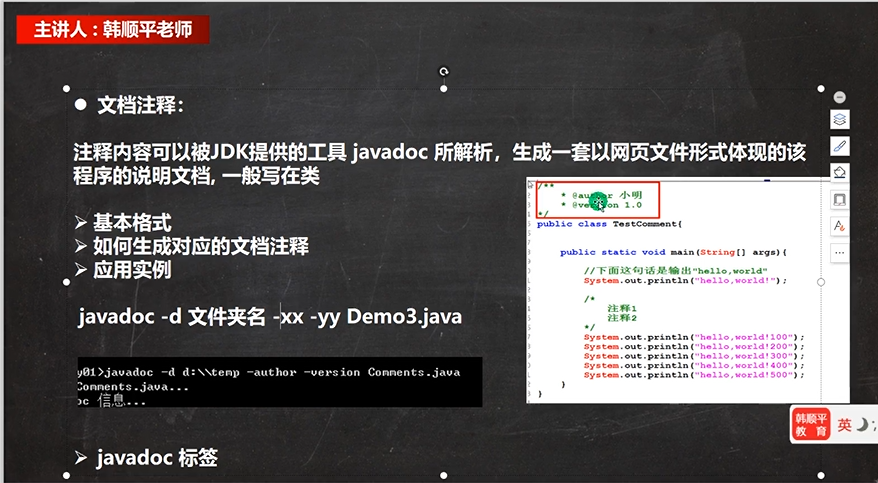 主讲人 : 韩顺平老师
● 文档注释：
注释内容可以被JDK提供的工具 javadoc 所解析，生成一套以网页文件形式体现的该
程序的说明文档, 一般写在类
➢ 基本格式
➢ 如何生成对应的文档注释
➢ 应用实例
javadoc -d 文件夹名 -xx -yy Demo3.java
y01>javadoc -d d:\\temp -author -version Comments.java
Comments.java...
oc 信息...
➢ javadoc 标签
/**
* @author 小明
* @version 1.0
*/
public class TestComment{
public static void main(String[] args){
//下面这句话是输出"hello,world"
System.out.println("hello,world!");
/*
注释1
注释2
*/
System.out.println("hello,world!100");
System.out.println("hello,world!200");
System.out.println("hello,world!300");
System.out.println("hello,world!400");
System.out.println("hello,world!500");
}
}
韩顺平
教 育
英